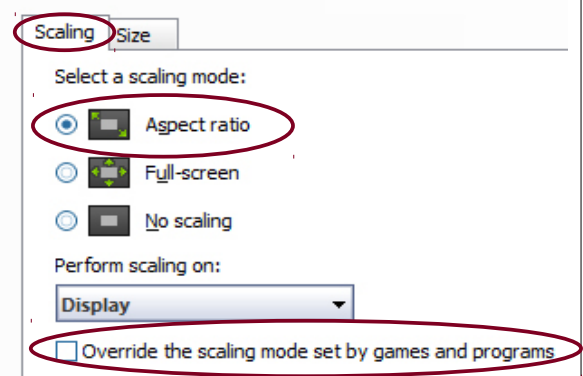 Scaling Size
Select a scaling mode:
Aspect ratio
Full-screen
No scaling
Perform scaling on:
Display
Override the scaling mode set by games and programs